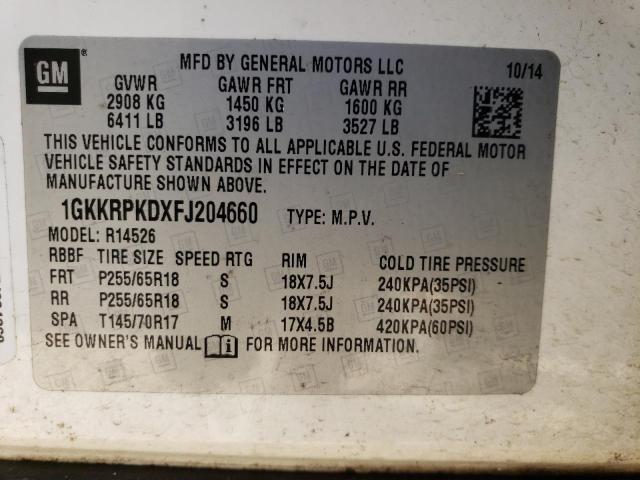 GM ®
MFD BY GENERAL MOTORS LLC
10/14
GVWR GAWR FRT GAWR RR
2908 KG 1450 KG 1600 KG
6411 LB 3196 LB 3527 LB
THIS VEHICLE CONFORMS TO ALL APPLICABLE U.S. FEDERAL MOTOR
VEHICLE SAFETY STANDARDS IN EFFECT ON THE DATE OF
MANUFACTURE SHOWN ABOVE.
1GKKRPKDXFJ204660 TYPE: M.P.V.
MODEL: R14526
RBBF TIRE SIZE SPEED RTG RIM COLD TIRE PRESSURE
FRT P255/65R18 S 18X7.5J 240KPA(35PSI)
RR P255/65R18 S 18X7.5J 240KPA(35PSI)
SPA T145/70R17 M 17X4.5B 420KPA(60PSI)
SEE OWNER'S MANUAL FOR MORE INFORMATION.